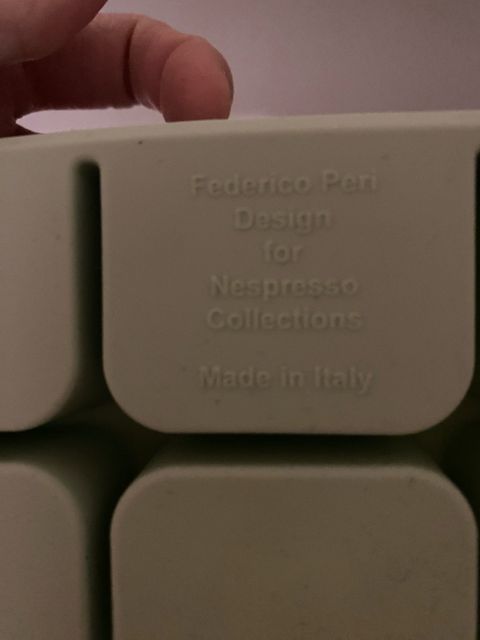 Federico Peri
Design
for
Nespresso
Collections
Made in Italy